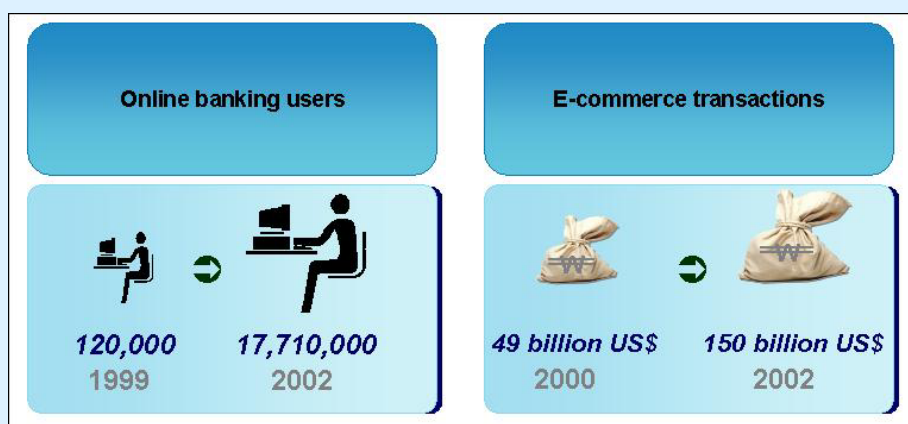 Online banking users
E-commerce transactions
₩
₩
120,000
17,710,000
49 billion US$
150 billion US$
1999
2002
2000
2002